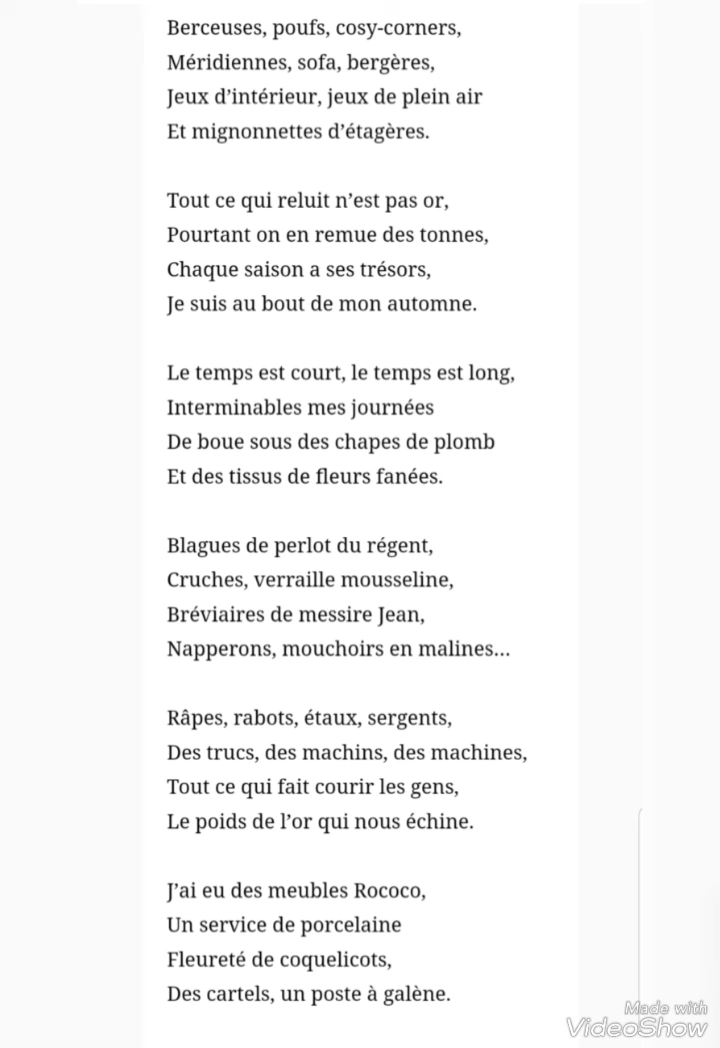 Berceuses, poufs, cosy-corners,
Méridiennes, sofa, bergères,
Jeux d’intérieur, jeux de plein air
Et mignonnettes d’étagères.
Tout ce qui reluit n’est pas or,
Pourtant on en remue des tonnes,
Chaque saison a ses trésors,
Je suis au bout de mon automne.
Le temps est court, le temps est long,
Interminables mes journées
De boue sous des chapes de plomb
Et des tissus de fleurs fanées.
Blagues de perlot du régent,
Cruches, verraille mousseline,
Bréviaires de messire Jean,
Napperons, mouchoirs en malines…
Râpes, rabots, étaux, sergents,
Des trucs, des machins, des machines,
Tout ce qui fait courir les gens,
Le poids de l’or qui nous échine.
J’ai eu des meubles Rococo,
Un service de porcelaine
Fleureté de coquelicots,
Des cartels, un poste à galène.
Made with
VideoShow